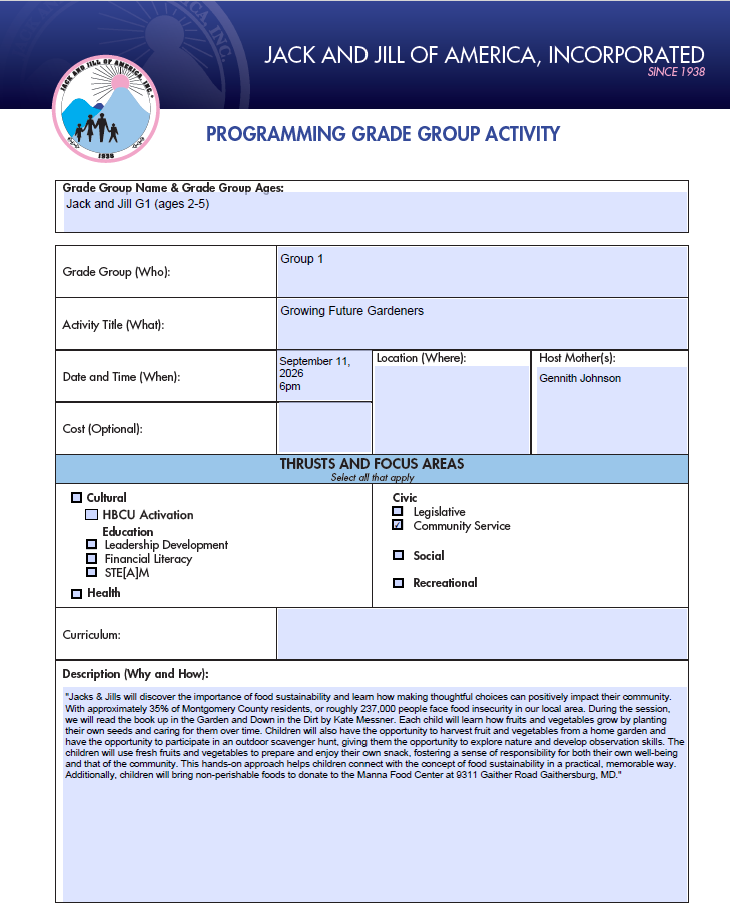 JACK AND JILL OF AMERICA, INCORPORATED
SINCE 1938
JACK AND JILL OF AMERICA, INC.
1938
PROGRAMMING GRADE GROUP ACTIVITY
Grade Group Name & Grade Group Ages:
Jack and Jill G1 (ages 2-5)
Grade Group (Who):
Group 1
Activity Title (What):
Growing Future Gardeners
Date and Time (When):
September 11,
2026
6pm
Location (Where):
Host Mother(s):
Gennith Johnson
Cost (Optional):
THRUSTS AND FOCUS AREAS
Select alll that apply
Cultural
HBCU Activation
Education
Leadership Development
Financial Literacy
STE[A]M
Health
Civic
Legislative
Community Service
Social
Recreational
Curriculum:
Description (Why and How):
"Jacks & Jills will discover the importance of food sustainability and learn how making thoughtful choices can positively impact their community.
With approximately 35% of Montgomery County residents, or roughly 237,000 people face food insecurity in our local area. During the session,
we will read the book up in the Garden and Down in the Dirt by Kate Messner. Each child will learn how fruits and vegetables grow by planting
their own seeds and caring for them over time. Children will also have the opportunity to harvest fruit and vegetables from a home garden and
have the opportunity to participate in an outdoor scavenger hunt, giving them the opportunity to explore nature and develop observation skills. The
children will use fresh fruits and vegetables to prepare and enjoy their own snack, fostering a sense of responsibility for both their own well-being
and that of the community. This hands-on approach helps children connect with the concept of food sustainability in a practical, memorable way.
Additionally, children will bring non-perishable foods to donate to the Manna Food Center at 9311 Gaither Road Gaithersburg, MD."